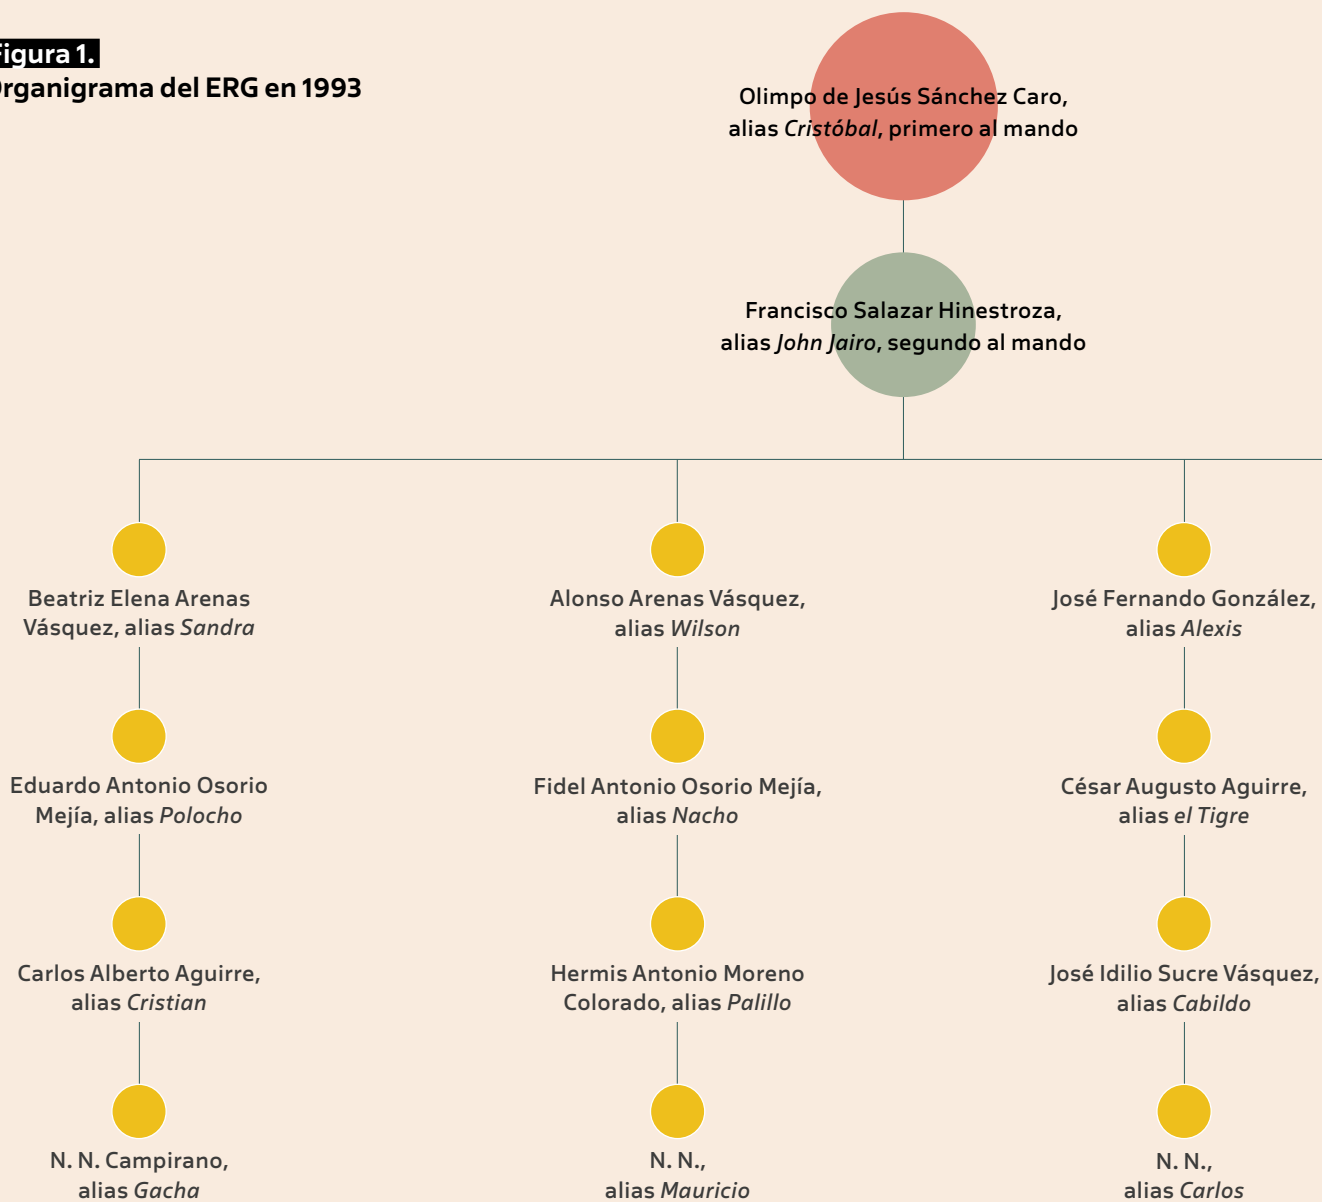 Figura 1.
Organigrama del ERG en 1993
Olimpo de Jesús Sánchez Caro,
alias Cristóbal, primero al mando
Francisco Salazar Hinestroza,
alias John Jairo, segundo al mando
Beatriz Elena Arenas
Vásquez, alias Sandra
Alonso Arenas Vásquez,
alias Wilson
José Fernando González,
alias Alexis
Eduardo Antonio Osorio
Mejía, alias Polocho
Fidel Antonio Osorio Mejía,
alias Nacho
César Augusto Aguirre,
alias el Tigre
Carlos Alberto Aguirre,
alias Cristian
Hermis Antonio Moreno
Colorado, alias Palillo
José Idilio Sucre Vásquez,
alias Cabildo
N. N. Campirano,
alias Gacha
N. N.,
alias Mauricio
N. N.,
alias Carlos